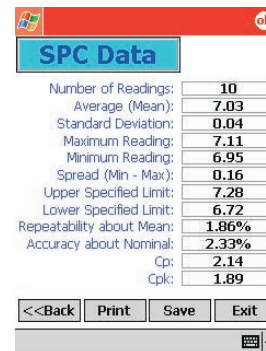 SPC Data
Number of Readings: 10
Average (Mean): 7.03
Standard Deviation: 0.04
Maximum Reading: 7.11
Minimum Reading: 6.95
Spread (Min - Max): 0.16
Upper Specified Limit: 7.28
Lower Specified Limit: 6.72
Repeatability about Mean: 1.86%
Accuracy about Nominal: 2.33%
Cp: 2.14
Cpk: 1.89
<<Back Print Save Exit